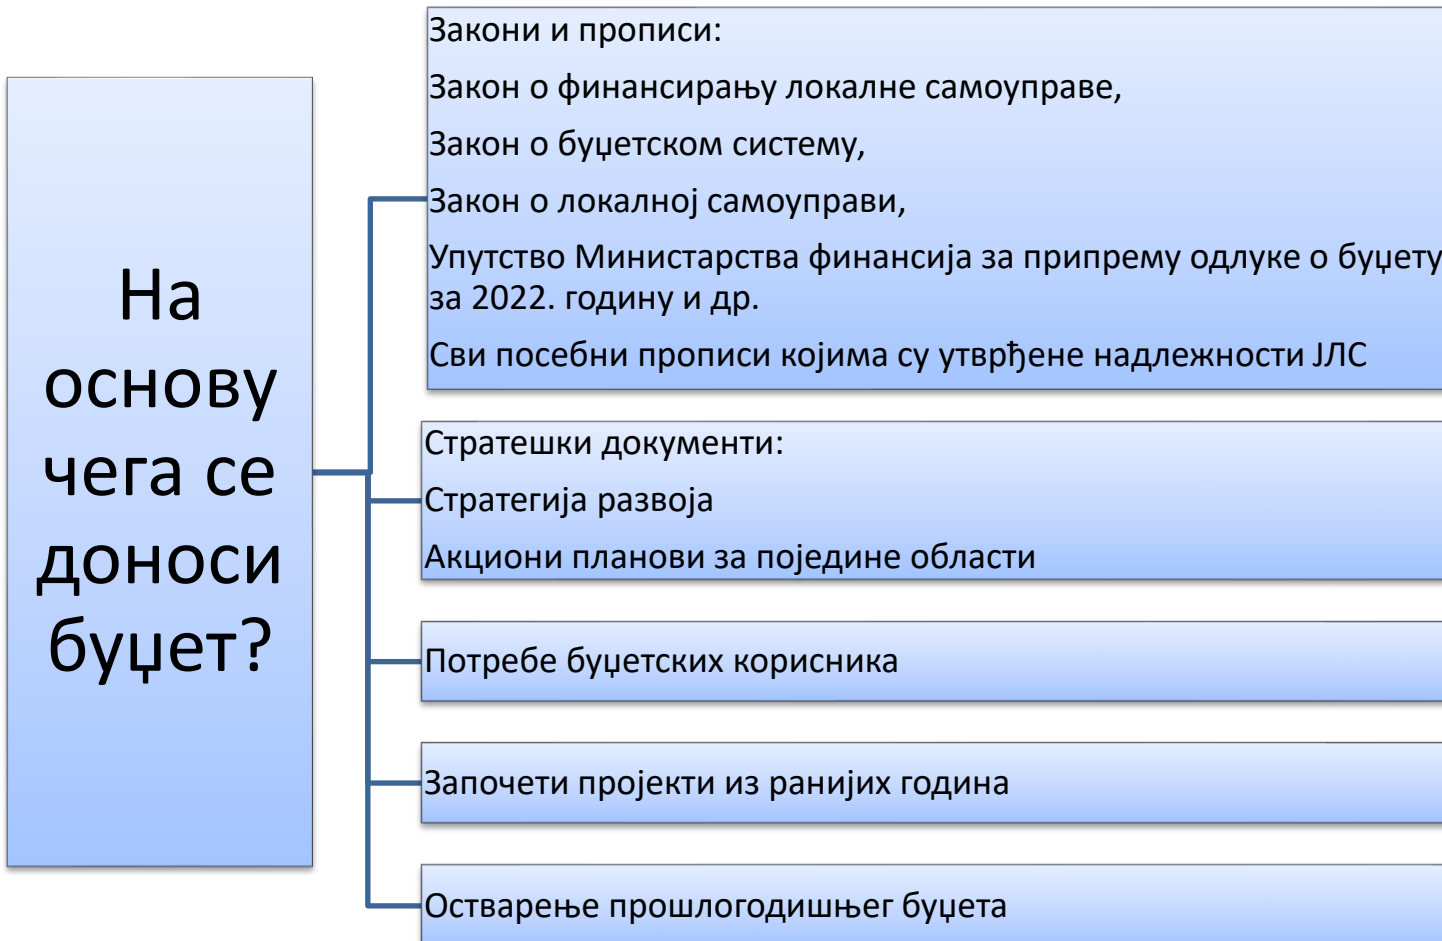 На
основу
чега се
доноси
буџет?
Закони и прописи:
Закон о финансирању локалне самоуправе,
Закон о буџетском систему,
Закон о локалној самоуправи,
Упутство Министарства финансија за припрему одлуке о буџету
за 2022. годину и др.
Сви посебни прописи којима су утврђене надлежности ЈЛС
Стратешки документи:
Стратегија развоја
Акциони планови за поједине области
Потребе буџетских корисника
Започети пројекти из ранијих година
Остварење прошлогодишњег буџета